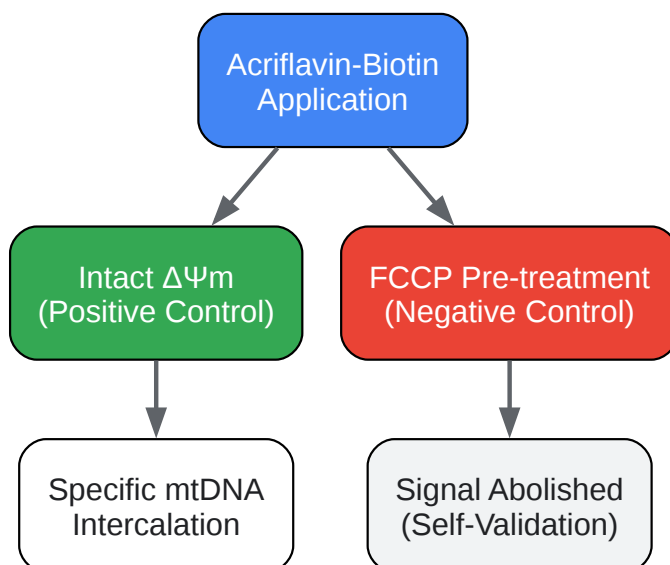 Acriflavin-Biotin
Application
Intact ΔΨm
(Positive Control)
FCCP Pre-treatment
(Negative Control)
Specific mtDNA
Intercalation
Signal Abolished
(Self-Validation)